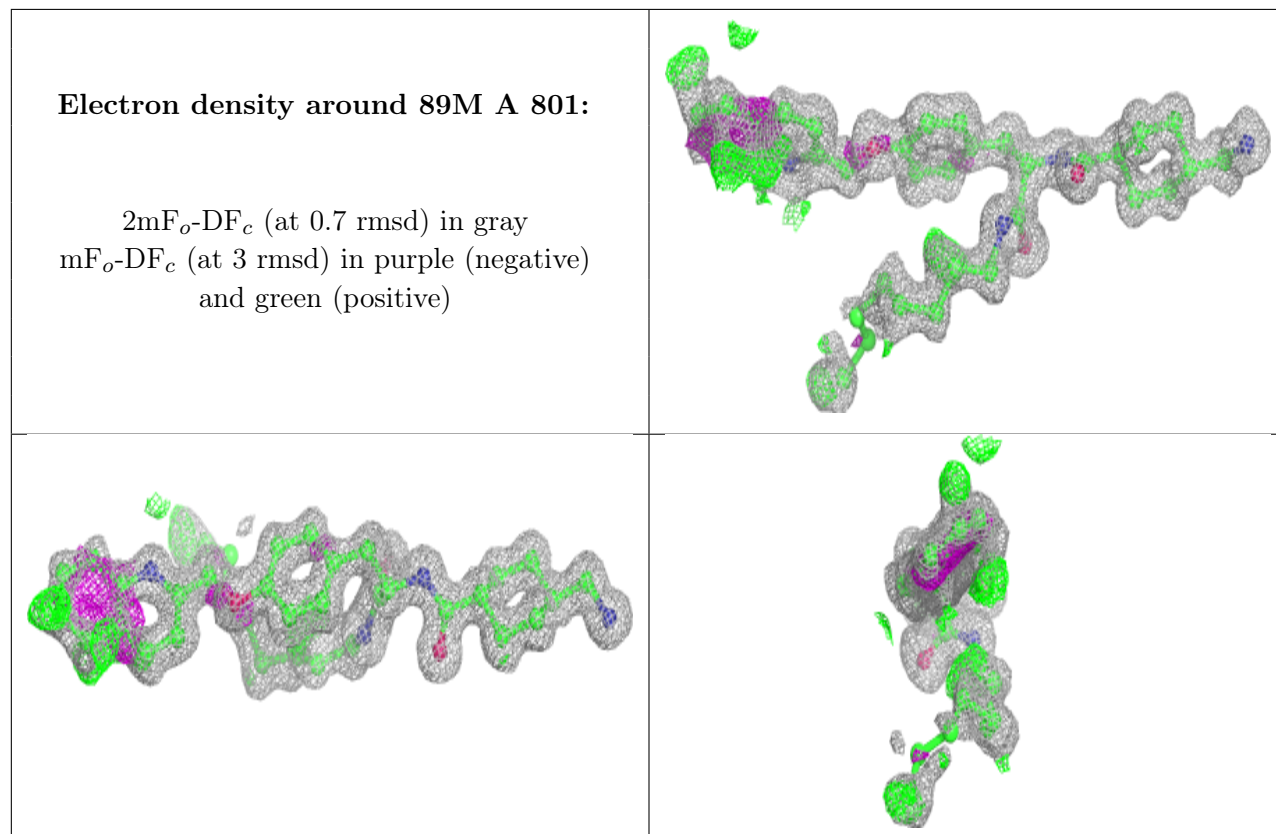 Electron density around 89M A 801:
2mFₒ-DF𝒸 (at 0.7 rmsd) in gray
mFₒ-DF𝒸 (at 3 rmsd) in purple (negative)
and green (positive)